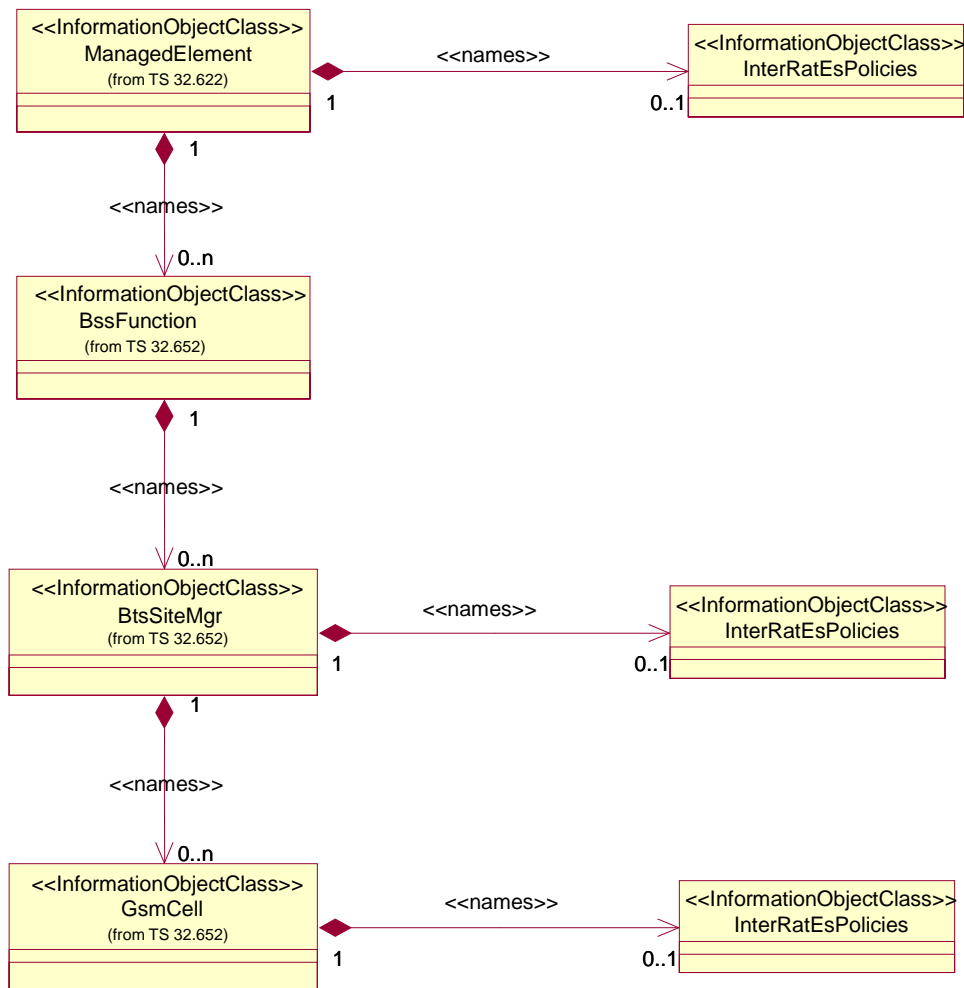 <<InformationObjectClass>>
ManagedElement
(from TS 32.622)
<<names>>
<<InformationObjectClass>>
InterRatEsPolicies
1
0..1
1
<<names>>
0..n
<<InformationObjectClass>>
BssFunction
(from TS 32.652)
1
<<names>>
0..n
<<InformationObjectClass>>
BtsSiteMgr
(from TS 32.652)
<<names>>
<<InformationObjectClass>>
InterRatEsPolicies
1
0..1
1
<<names>>
0..n
<<InformationObjectClass>>
GsmCell
(from TS 32.652)
<<names>>
<<InformationObjectClass>>
InterRatEsPolicies
1
0..1